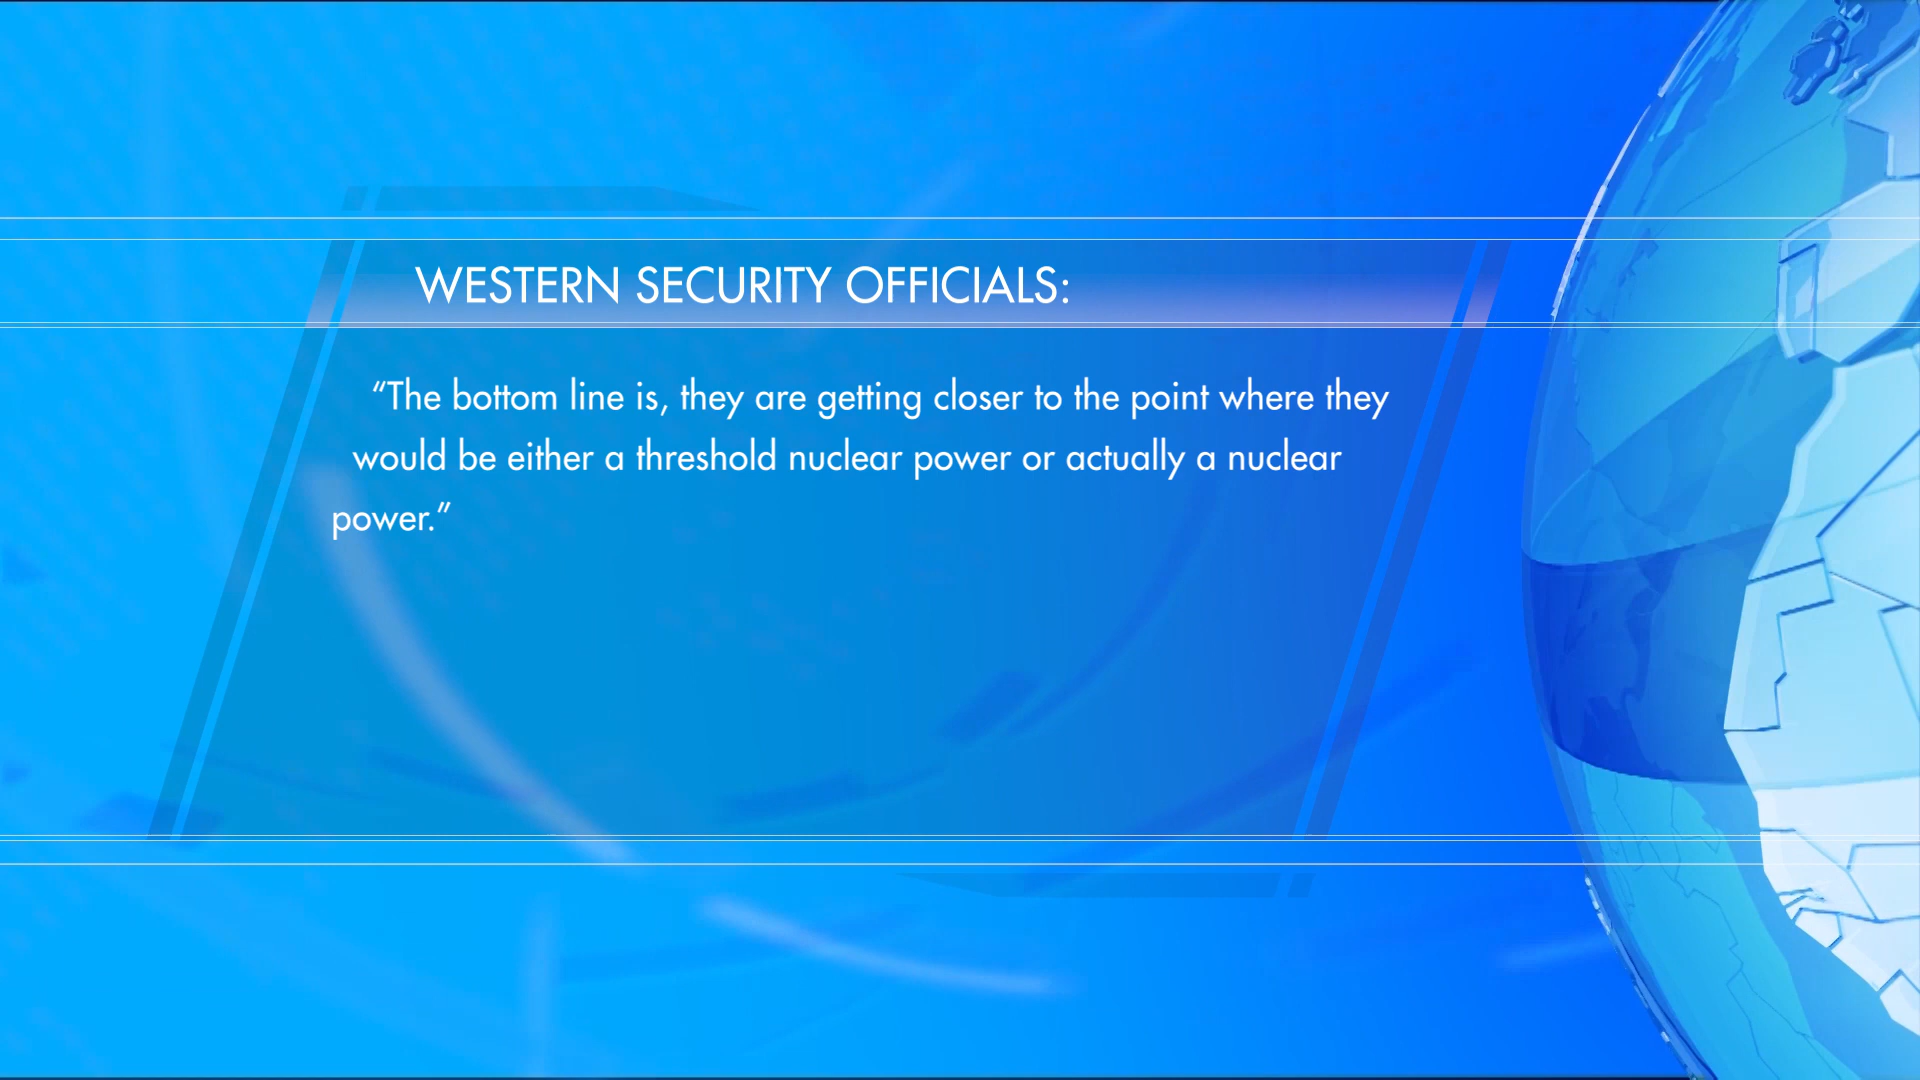 WESTERN SECURITY OFFICIALS:
“The bottom line is, they are getting closer to the point where they
would be either a threshold nuclear power or actually a nuclear
power.”